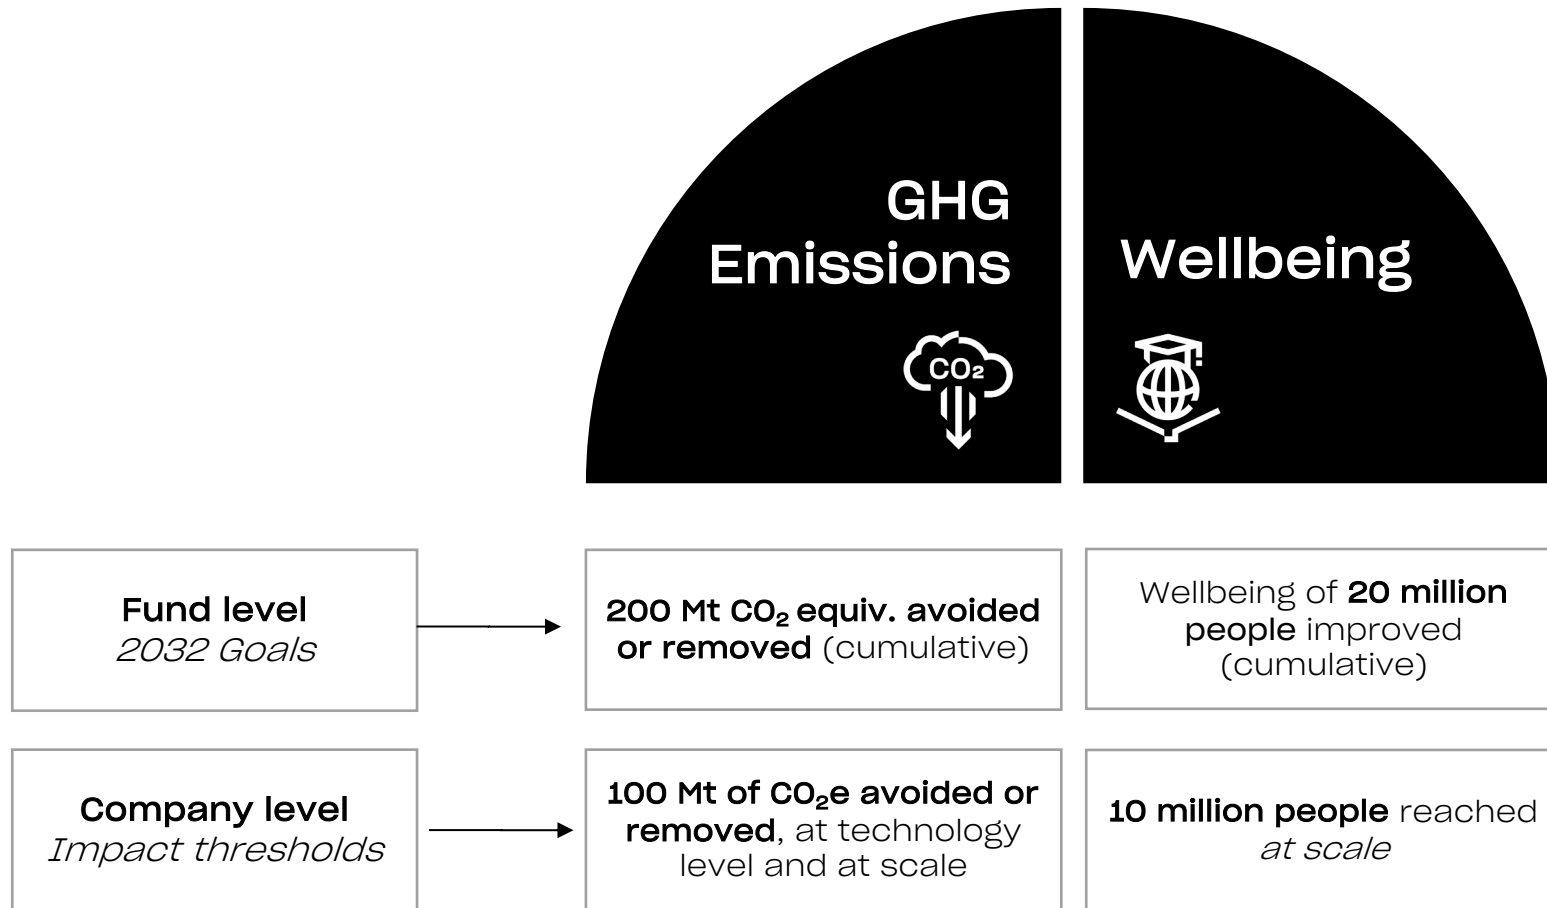 GHG
Emissions
CO₂
Wellbeing
Fund level
2032 Goals
200 Mt CO₂ equiv. avoided
or removed (cumulative)
Wellbeing of 20 million
people improved
(cumulative)
Company level
Impact thresholds
100 Mt of CO₂e avoided or
removed, at technology
level and at scale
10 million people reached
at scale